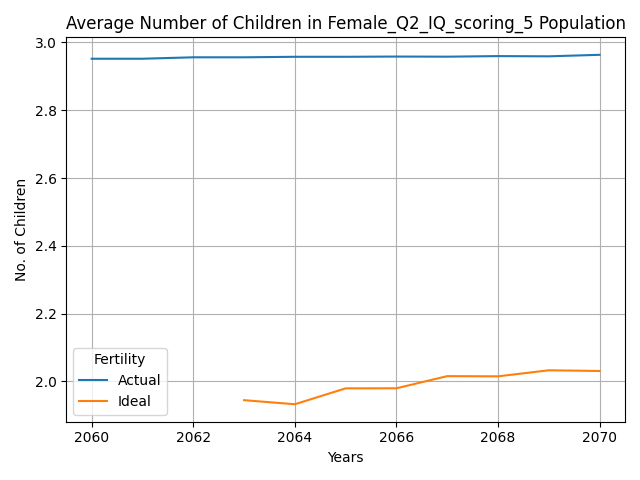 Average Number of Children in Female_Q2_IQ_scoring_5 Population
3.0
2.8
2.6
2.4
2.2
2.0
No. of Children
Fertility
Actual
Ideal
2060 2062 2064 2066 2068 2070
Years